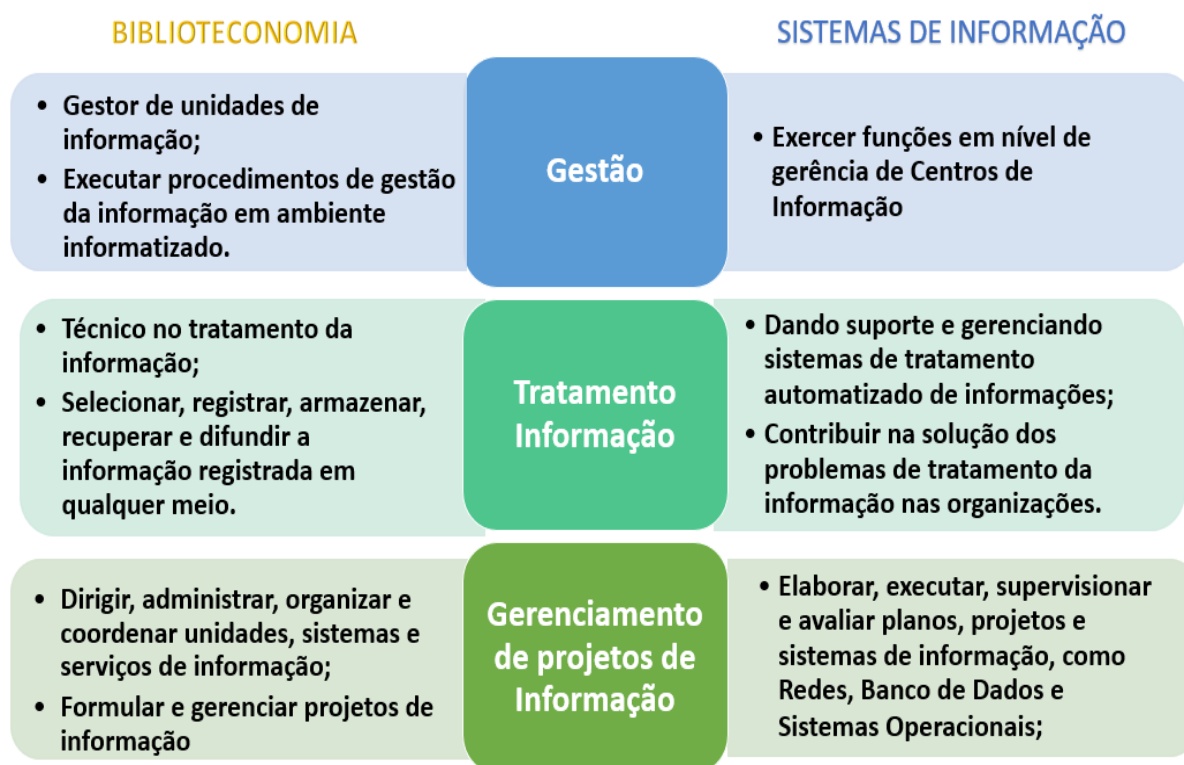 BIBLIOTECONOMIA
SISTEMAS DE INFORMAÇÃO
• Gestor de unidades de
informação;
• Executar procedimentos de gestão
da informação em ambiente
informatizado.
Gestão
• Exercer funções em nível de
gerência de Centros de
Informação
• Técnico no tratamento da
informação;
• Selecionar, registrar, armazenar,
recuperar e difundir a
informação registrada em
qualquer meio.
Tratamento
Informação
• Dando suporte e gerenciando
sistemas de tratamento
automatizado de informações;
• Contribuir na solução dos
problemas de tratamento da
informação nas organizações.
• Dirigir, administrar, organizar e
coordenar unidades, sistemas e
serviços de informação;
• Formular e gerenciar projetos de
informação
Gerenciamento
de projetos de
Informação
• Elaborar, executar, supervisionar
e avaliar planos, projetos e
sistemas de informação, como
Redes, Banco de Dados e
Sistemas Operacionais;